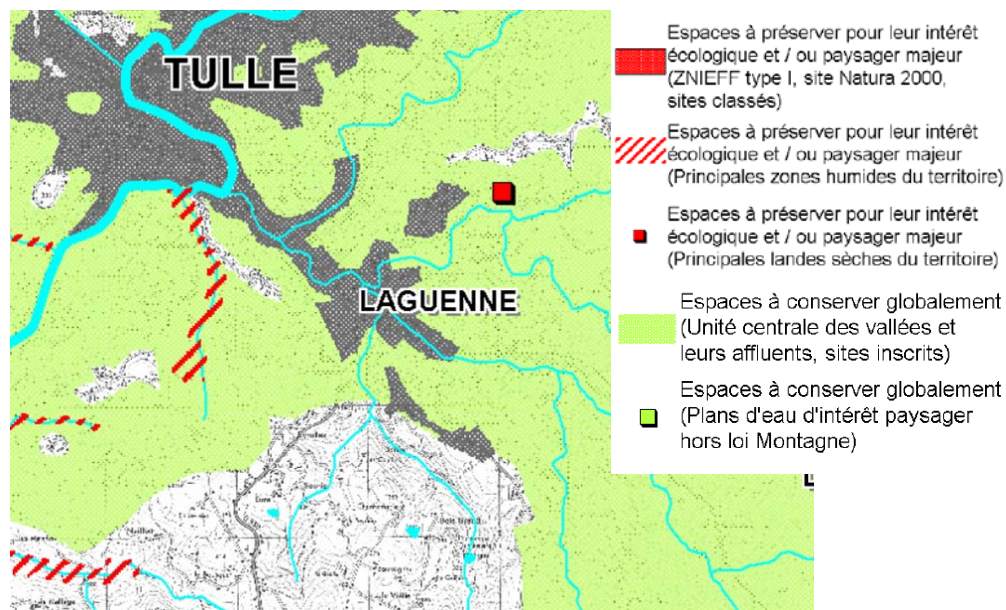 TULLE
LAGUENNE
Espaces à préserver pour leur intérêt
écologique et / ou paysager majeur
(ZNIEFF type I, site Natura 2000,
sites classés)
Espaces à préserver pour leur intérêt
écologique et / ou paysager majeur
(Principales zones humides du territoire)
Espaces à préserver pour leur intérêt
écologique et / ou paysager majeur
(Principales landes sèches du territoire)
Espaces à conserver globalement
(Unité centrale des vallées et
leurs affluents, sites inscrits)
Espaces à conserver globalement
(Plans d'eau d'intérêt paysager
hors loi Montagne)